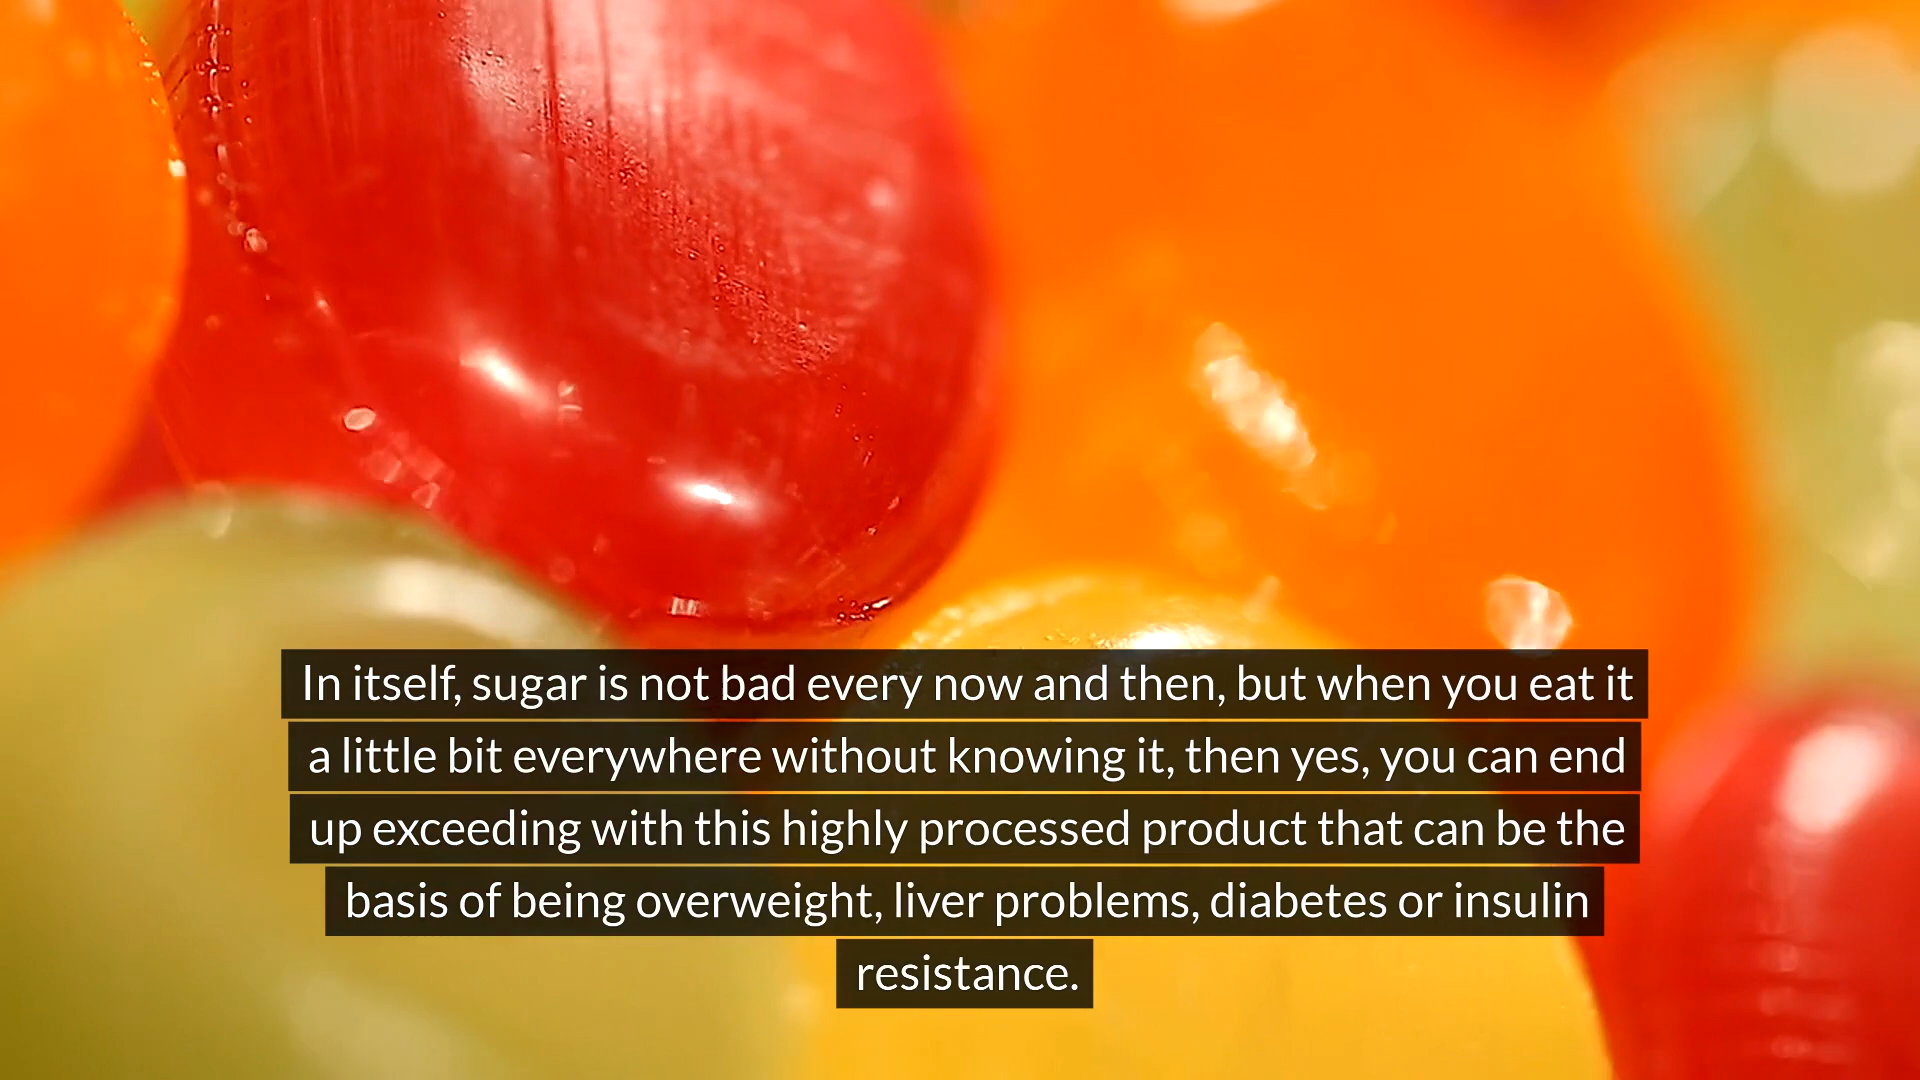 In itself, sugar is not bad every now and then, but when you eat it
a little bit everywhere without knowing it, then yes, you can end
up exceeding with this highly processed product that can be the
basis of being overweight, liver problems, diabetes or insulin
resistance.